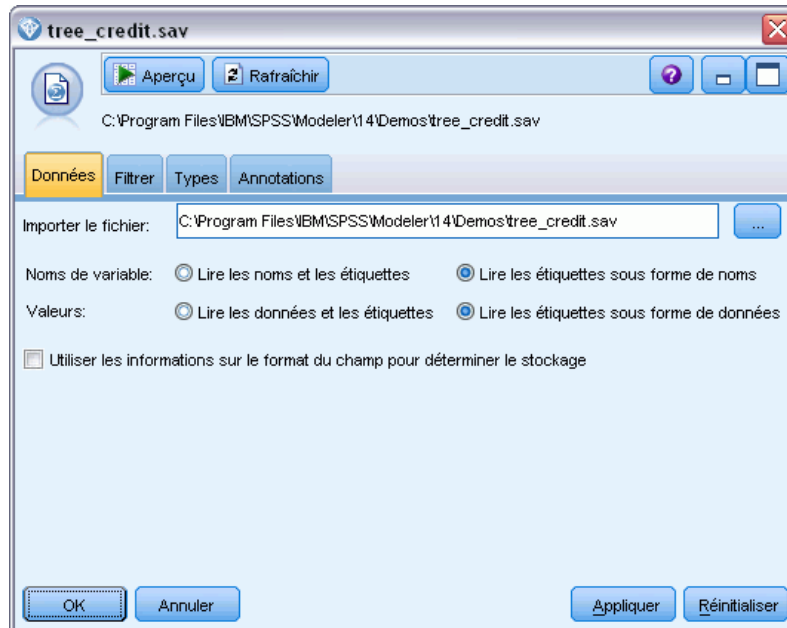 tree_credit.sav
Aperçu Rafraîchir
C:\Program Files\IBM\SPSS\Modeler\14\Demos\tree_credit.sav
Données Filtrer Types Annotations
Importer le fichier: C:\Program Files\IBM\SPSS\Modeler\14\Demos\tree_credit.sav ...
Noms de variable: Lire les noms et les étiquettes Lire les étiquettes sous forme de noms
Valeurs: Lire les données et les étiquettes Lire les étiquettes sous forme de données
Utiliser les informations sur le format du champ pour déterminer le stockage
OK Annuler Appliquer Réinitialiser